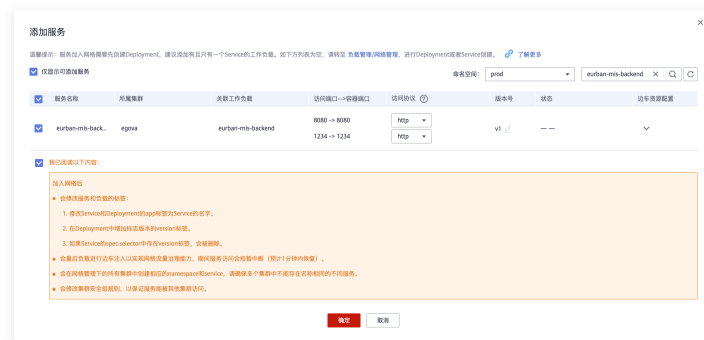 添加服务
温馨提示：服务加入网格需要先创建Deployment，建议添加有且只有一个Service的工作负载。如下方列表为空，请转至 负载管理/网络管理，进行Deployment或者Service创建。 了解更多
仅显示可添加服务
命名空间： prod eurban-mis-backend
服务名称 所属集群 关联工作负载 访问端口-->容器端口 访问协议 版本号 状态 边车资源配置
eurban-mis-back... egova eurban-mis-backend 8080 -> 8080 http v1 — —
1234 -> 1234 http
我已阅读以下内容：
加入网格后
会修改服务和负载的标签：
1. 修改Service和Deployment的app标签为Service的名字。
2. 在Deployment中增加标志版本的version标签。
3. 如果Service的spec.selector中存在version标签，会被删除。
会重启负载进行边车注入以实现网格流量治理能力，期间服务访问会短暂中断（预计1分钟内恢复）。
会在网格管理下的所有集群中创建相应的namespace和service，请确保多个集群中不能存在名称相同的不同服务。
会修改集群安全组规则，以保证服务能被其他集群访问。
确定 取消